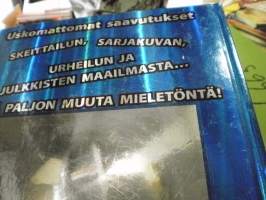 Uskomattomat saavutukset
SKEITTAILUN, SARJAKUVAN,
URHEILUN JA
JULKKISTEN MAAILMASTA...
PALJON MUUTA MIELETÖNTÄ!